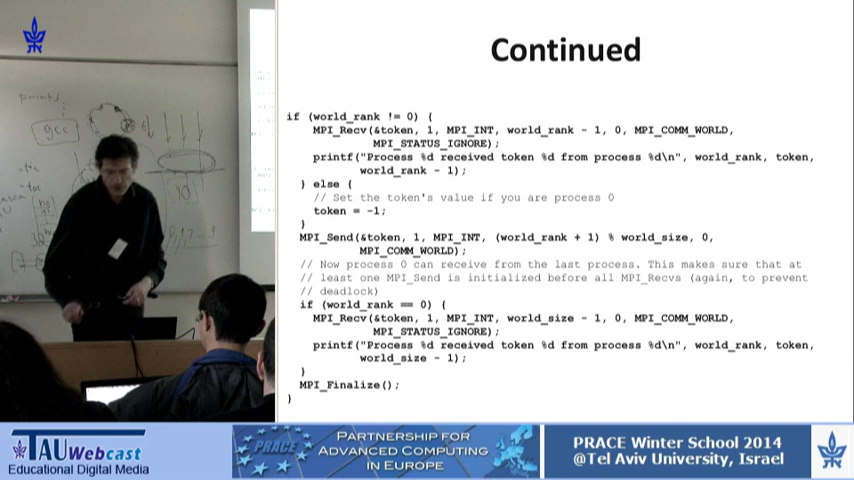 Continued
if (world_rank != 0) {
MPI_Recv(&token, 1, MPI_INT, world_rank - 1, 0, MPI_COMM_WORLD,
MPI_STATUS_IGNORE);
printf("Process %d received token %d from process %d\n", world_rank, token,
world_rank - 1);
} else {
// Set the token's value if you are process 0
token = -1;
}
MPI_Send(&token, 1, MPI_INT, (world_rank + 1) % world_size, 0,
MPI_COMM_WORLD);
// Now process 0 can receive from the last process. This makes sure that at
// least one MPI_Send is initialized before all MPI_Recvs (again, to prevent
// deadlock)
if (world_rank == 0) {
MPI_Recv(&token, 1, MPI_INT, world_size - 1, 0, MPI_COMM_WORLD,
MPI_STATUS_IGNORE);
printf("Process %d received token %d from process %d\n", world_rank, token,
world_size - 1);
}
MPI_Finalize();
}
gcc
TAU Webcast
Educational Digital Media
PRACE
PARTNERSHIP FOR
ADVANCED COMPUTING
IN EUROPE
PRACE Winter School 2014
@Tel Aviv University, Israel